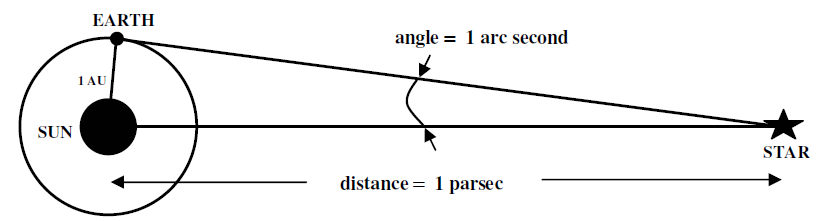 EARTH
angle = 1 arc second
1 AU
SUN
STAR
distance = 1 parsec